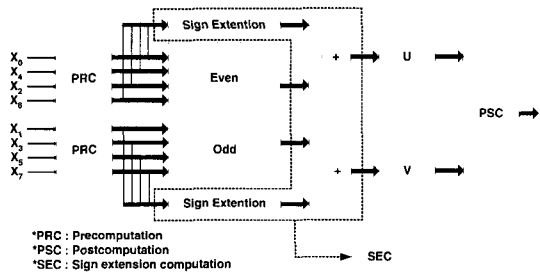 Sign Extention
X0
X4
PRC
Even
+
U
X2
X6
PSC
X1
X3
PRC
Odd
X5
+
V
X7
Sign Extention
*PRC : Precomputation
*PSC : Postcomputation
*SEC : Sign extension computation
SEC